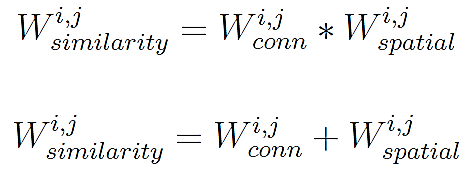 W^{i,j}_{similarity} = W^{i,j}_{conn} * W^{i,j}_{spatial}
W^{i,j}_{similarity} = W^{i,j}_{conn} + W^{i,j}_{spatial}